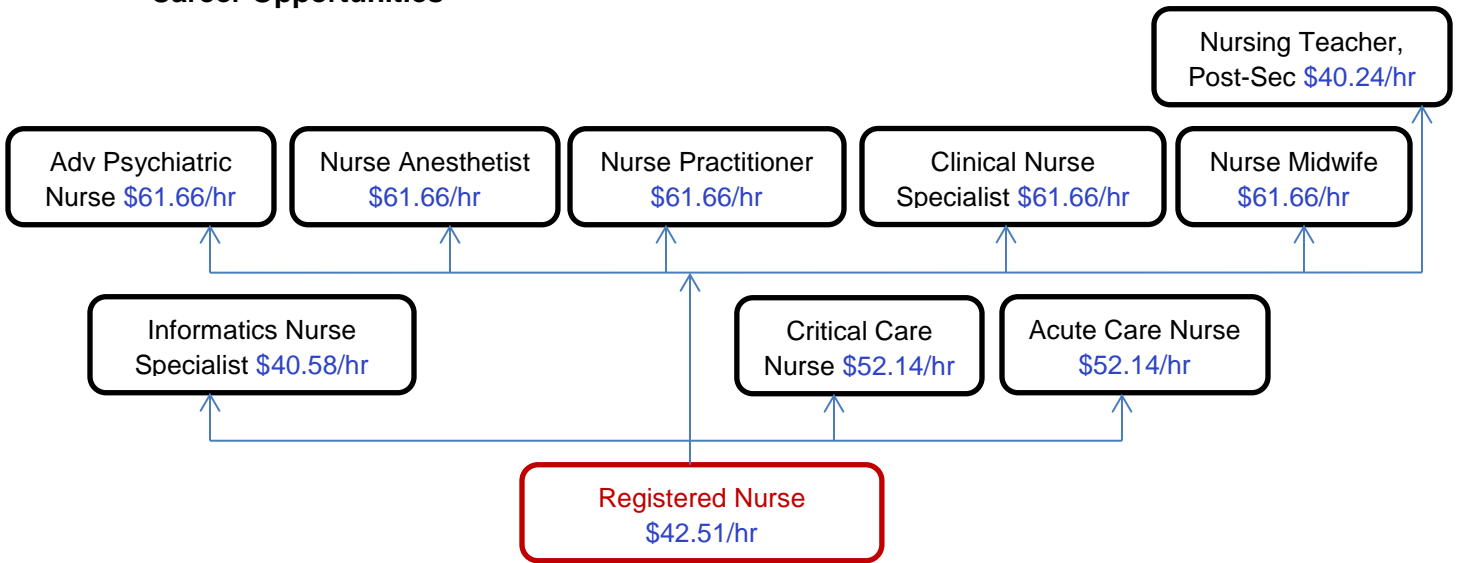 Career Opportunities
Nursing Teacher,
Post-Sec $40.24/hr
Adv Psychiatric
Nurse $61.66/hr
Nurse Anesthetist
$61.66/hr
Nurse Practitioner
$61.66/hr
Clinical Nurse
Specialist $61.66/hr
Nurse Midwife
$61.66/hr
Informatics Nurse
Specialist $40.58/hr
Critical Care
Nurse $52.14/hr
Acute Care Nurse
$52.14/hr
Registered Nurse
$42.51/hr